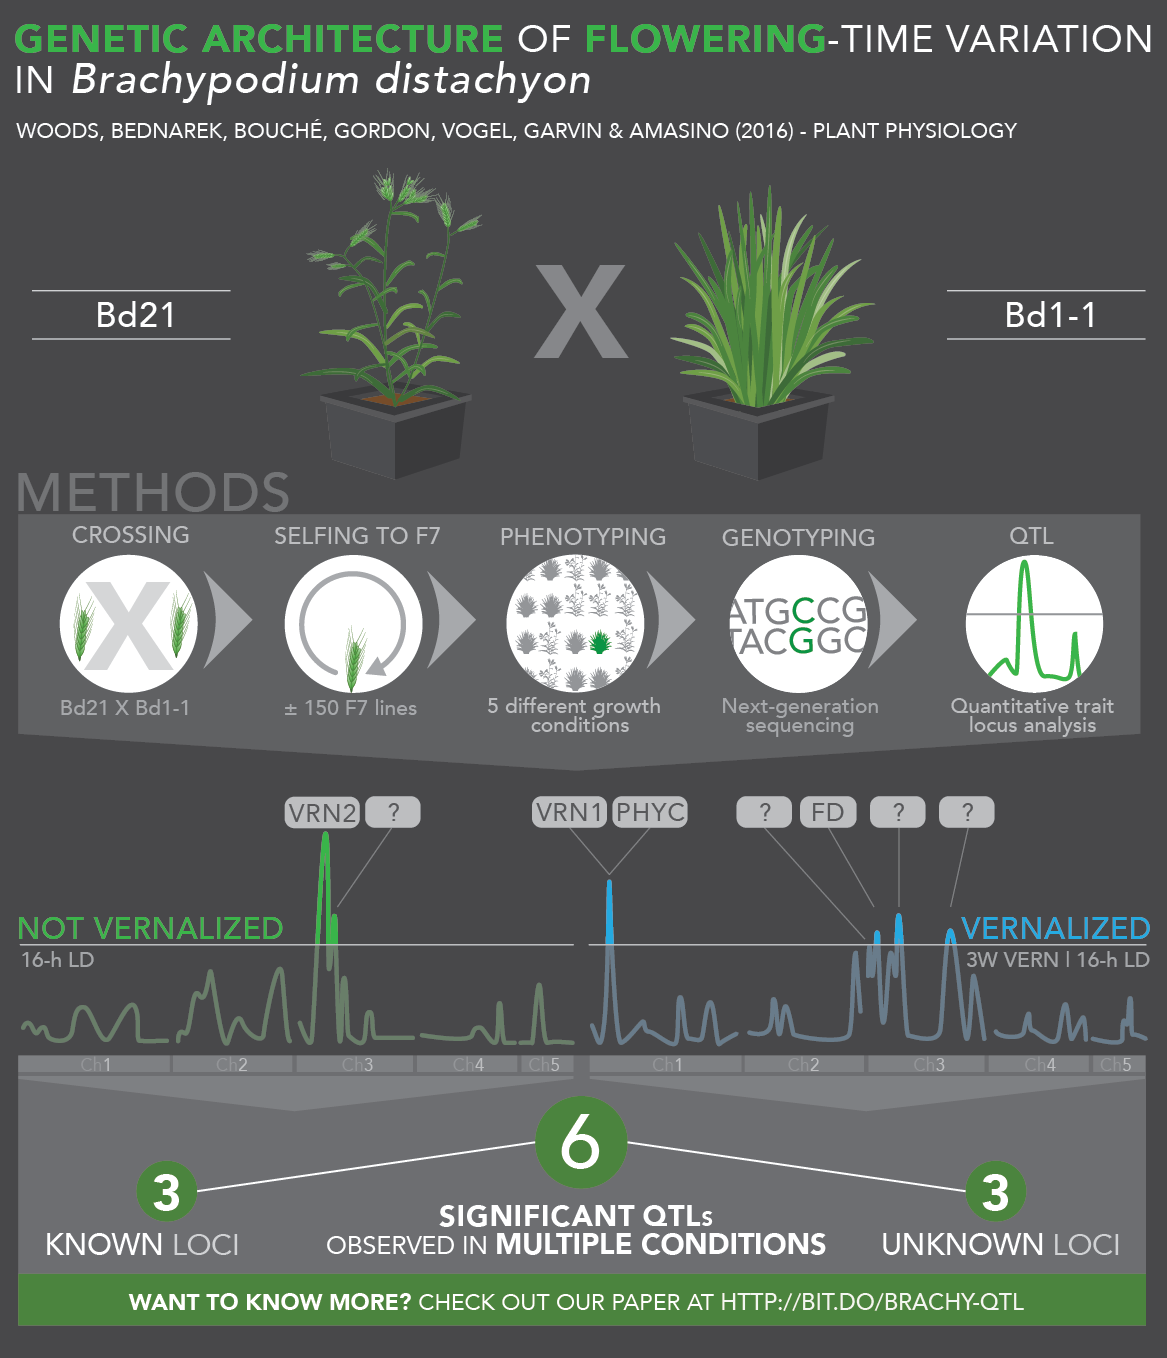 GENETIC ARCHITECTURE OF FLOWERING-TIME VARIATION
IN Brachypodium distachyon
WOODS, BEDNAREK, BOUCHÉ, GORDON, VOGEL, GARVIN & AMASINO (2016) - PLANT PHYSIOLOGY
Bd21
X
Bd1-1
METHODS
CROSSING
SELFING TO F7
PHENOTYPING
GENOTYPING
QTL
X
ATGCCCG
TACGGGC
Bd21 X Bd1-1
± 150 F7 lines
5 different growth
conditions
Next-generation
sequencing
Quantitative trait
locus analysis
VRN2
?
VRN1
PHYC
?
FD
?
?
NOT VERNALIZED
16-h LD
VERNALIZED
3W VERN | 16-h LD
Ch1
Ch2
Ch3
Ch4
Ch5
Ch1
Ch2
Ch3
Ch4
Ch5
6
3
3
SIGNIFICANT QTLs
OBSERVED IN MULTIPLE CONDITIONS
KNOWN LOCI
UNKNOWN LOCI
WANT TO KNOW MORE? CHECK OUT OUR PAPER AT HTTP://BIT.DO/BRACHY-QTL